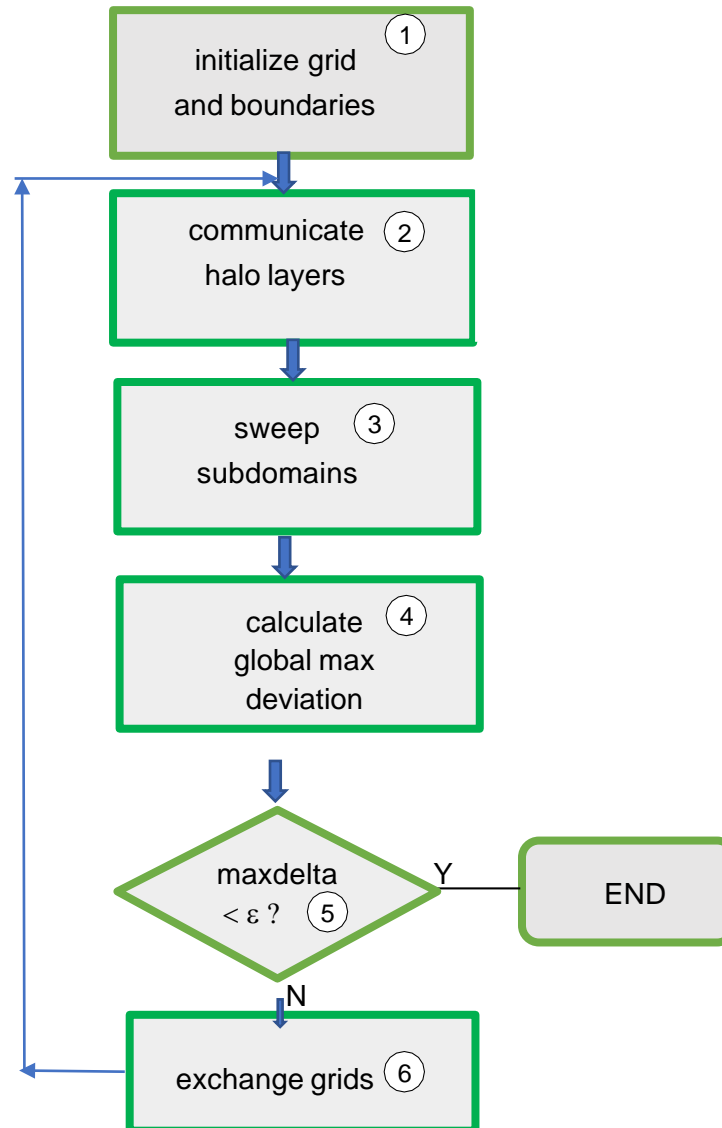 initialize grid
1
and boundaries
communicate
2
halo layers
sweep
3
subdomains
calculate
4
global max
deviation
maxdelta
< ε ?
5
Y
END
N
exchange grids
6